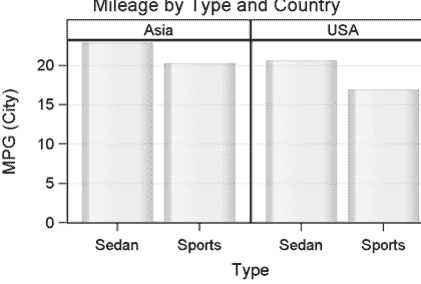 Mileage by Type and Country
Asia
USA
MPG (City)
20
15
10
5
0
Sedan
Sports
Sedan
Sports
Type